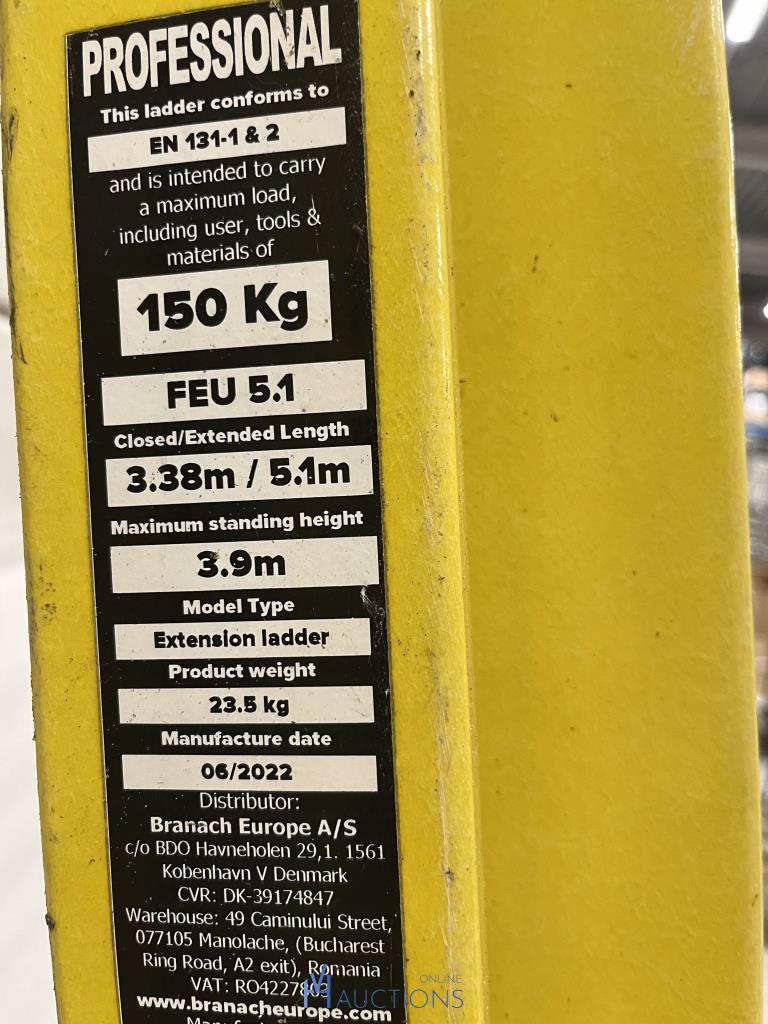 PROFESSIONAL
This ladder conforms to
EN 131-1 & 2
and is intended to carry
a maximum load,
including user, tools &
materials of
150 Kg
FEU 5.1
Closed/Extended Length
3.38m / 5.1m
Maximum standing height
3.9m
Model Type
Extension ladder
Product weight
23.5 kg
Manufacture date
06/2022
Distributor:
Branach Europe A/S
c/o BDO Havneholen 29,1. 1561
Kobenhavn V Denmark
CVR: DK-39174847
Warehouse: 49 Caminului Street,
077105 Manolache, (Bucharest
Ring Road, A2 exit), Romania
VAT:
www.branacheurope.com
ONLINE
AUCTIONS